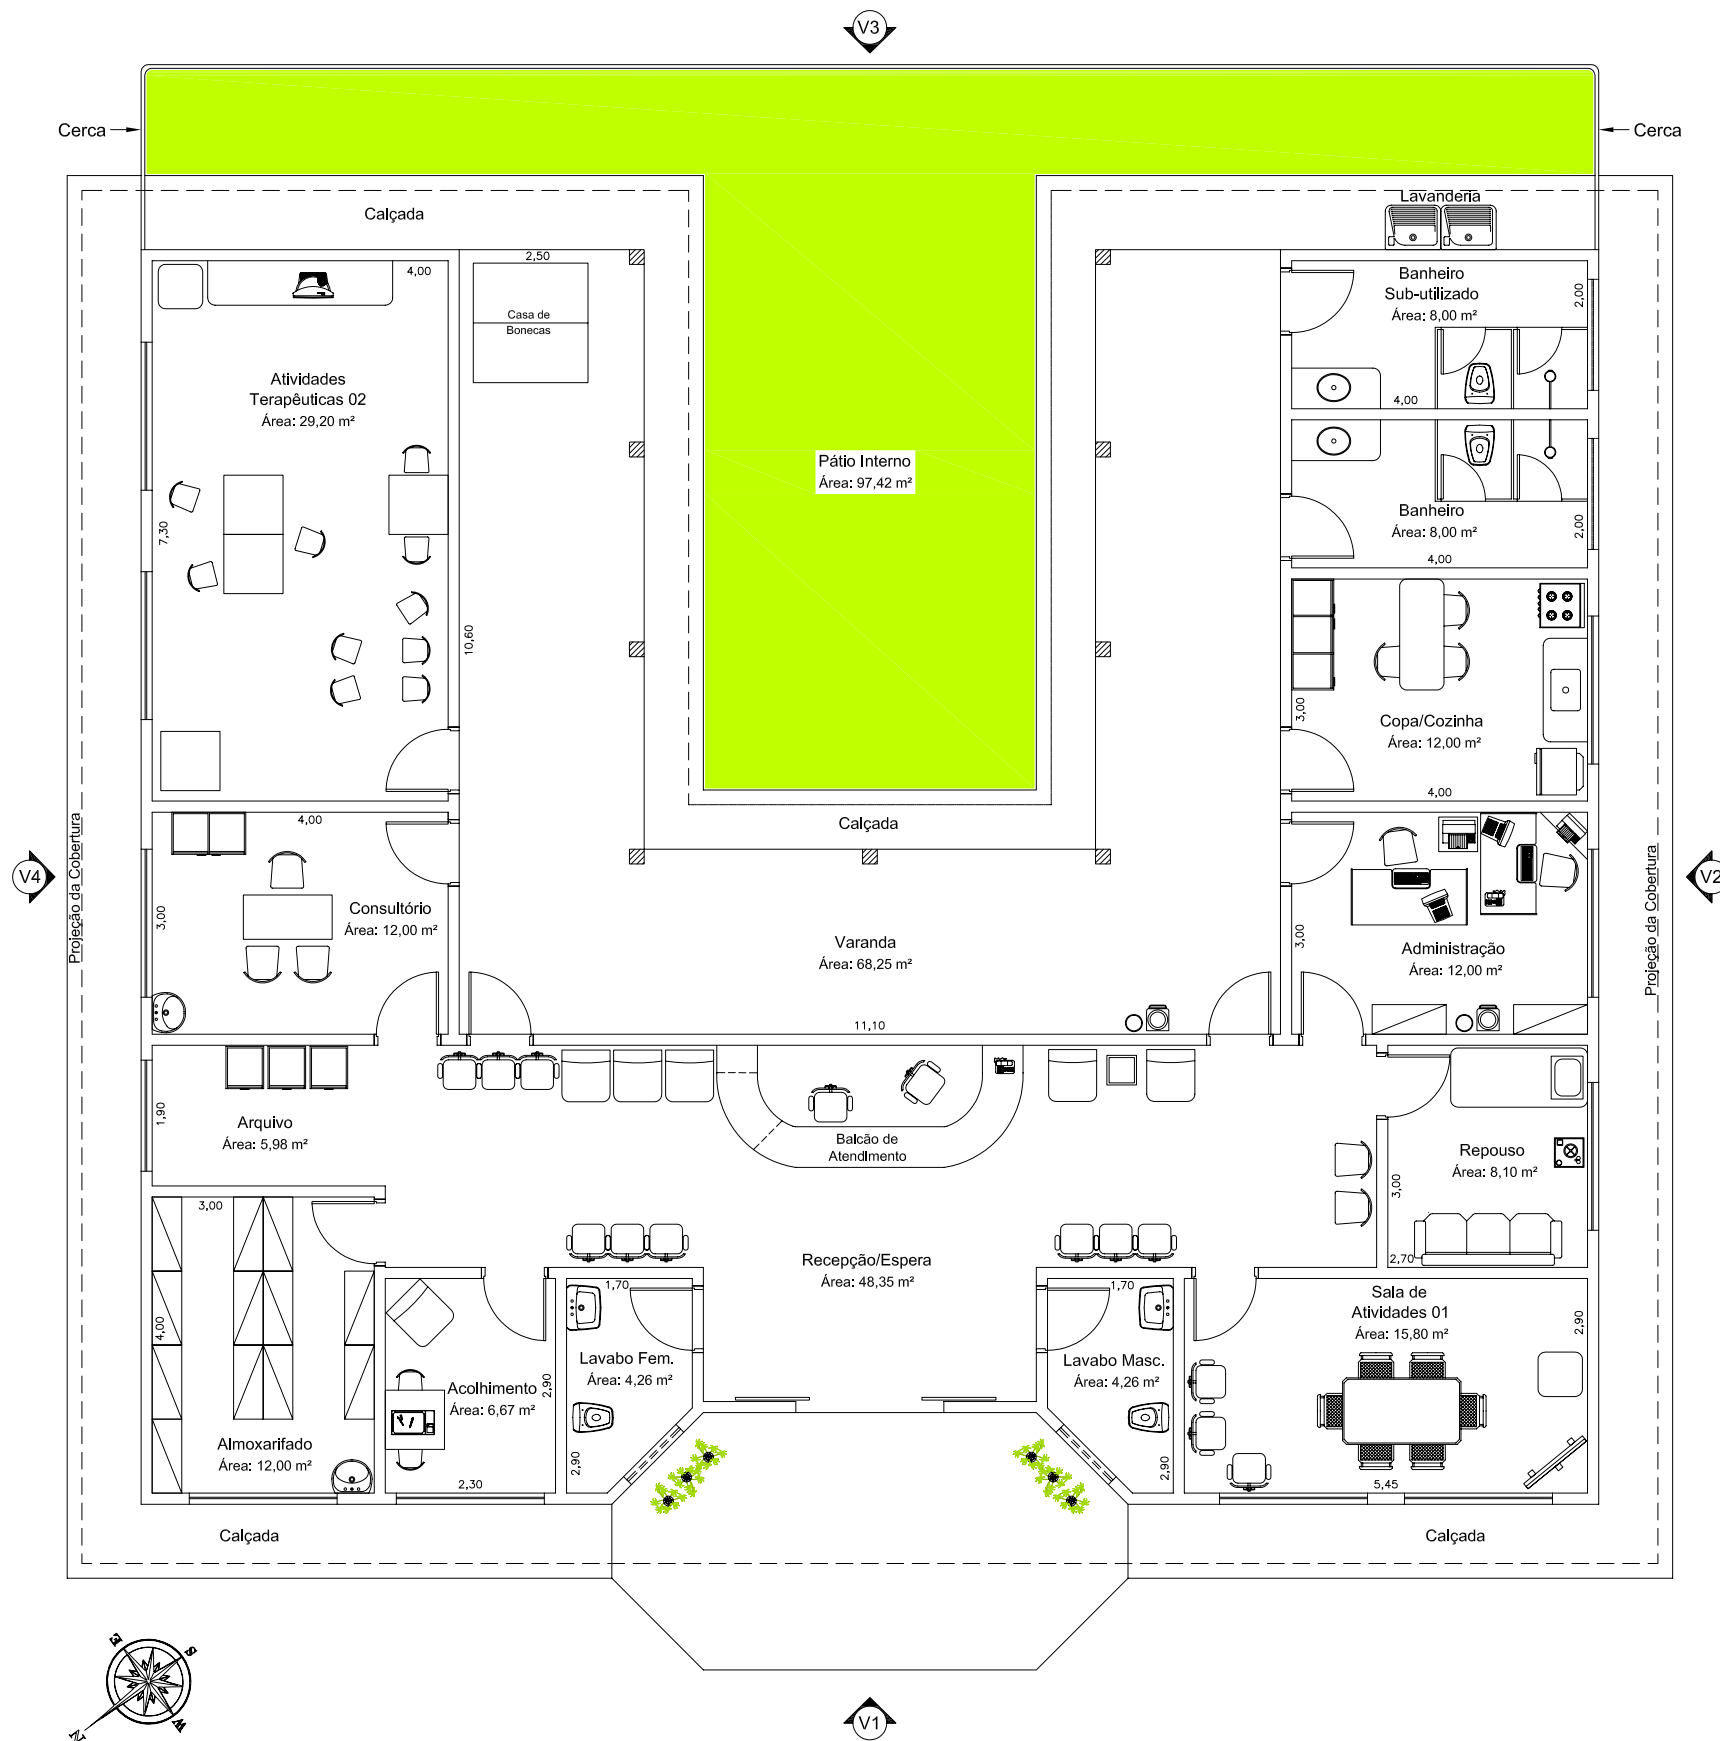 V3
Cerca
Cerca
Calçada
Lavanderia
4,00
2,50
Casa de
Bonecas
Banheiro
Sub-utilizado
Área: 8,00 m²
2,00
4,00
Atividades
Terapêuticas 02
Área: 29,20 m²
7,30
Pátio Interno
Área: 97,42 m²
Banheiro
Área: 8,00 m²
2,00
4,00
10,60
3,00
Copa/Cozinha
Área: 12,00 m²
4,00
4,00
Calçada
Projeção da Cobertura
V4
3,00
Consultório
Área: 12,00 m²
Varanda
Área: 68,25 m²
11,10
3,00
Administração
Área: 12,00 m²
Projeção da Cobertura
V2
1,90
Arquivo
Área: 5,98 m²
Balcão de
Atendimento
Repouso
Área: 8,10 m²
3,00
2,70
3,00
4,00
Almoxarifado
Área: 12,00 m²
Recepção/Espera
Área: 48,35 m²
1,70
Lavabo Fem.
Área: 4,26 m²
2,90
Acolhimento
Área: 6,67 m²
2,90
2,30
1,70
Lavabo Masc.
Área: 4,26 m²
2,90
Sala de
Atividades 01
Área: 15,80 m²
2,90
5,45
Calçada
Calçada
E
S
N
W
V1